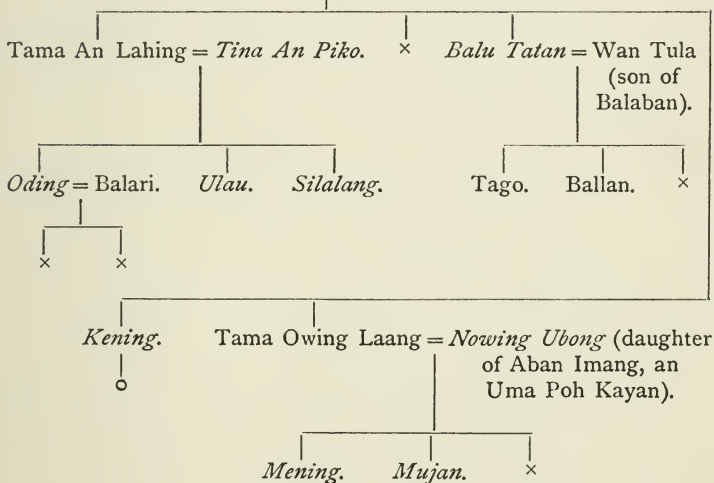 Tama An Lahing = Tina An Piko. × Balu Tatan = Wan Tula
(son of
Balaban).
Oding = Balari. Ulau. Silalang. Tago. Ballan. ×
× ×
Kening. Tama Owing Laang = Nowing Ubong (daughter
of Aban Imang, an
Uma Poh Kayan).
o
Mening. Mujan. ×